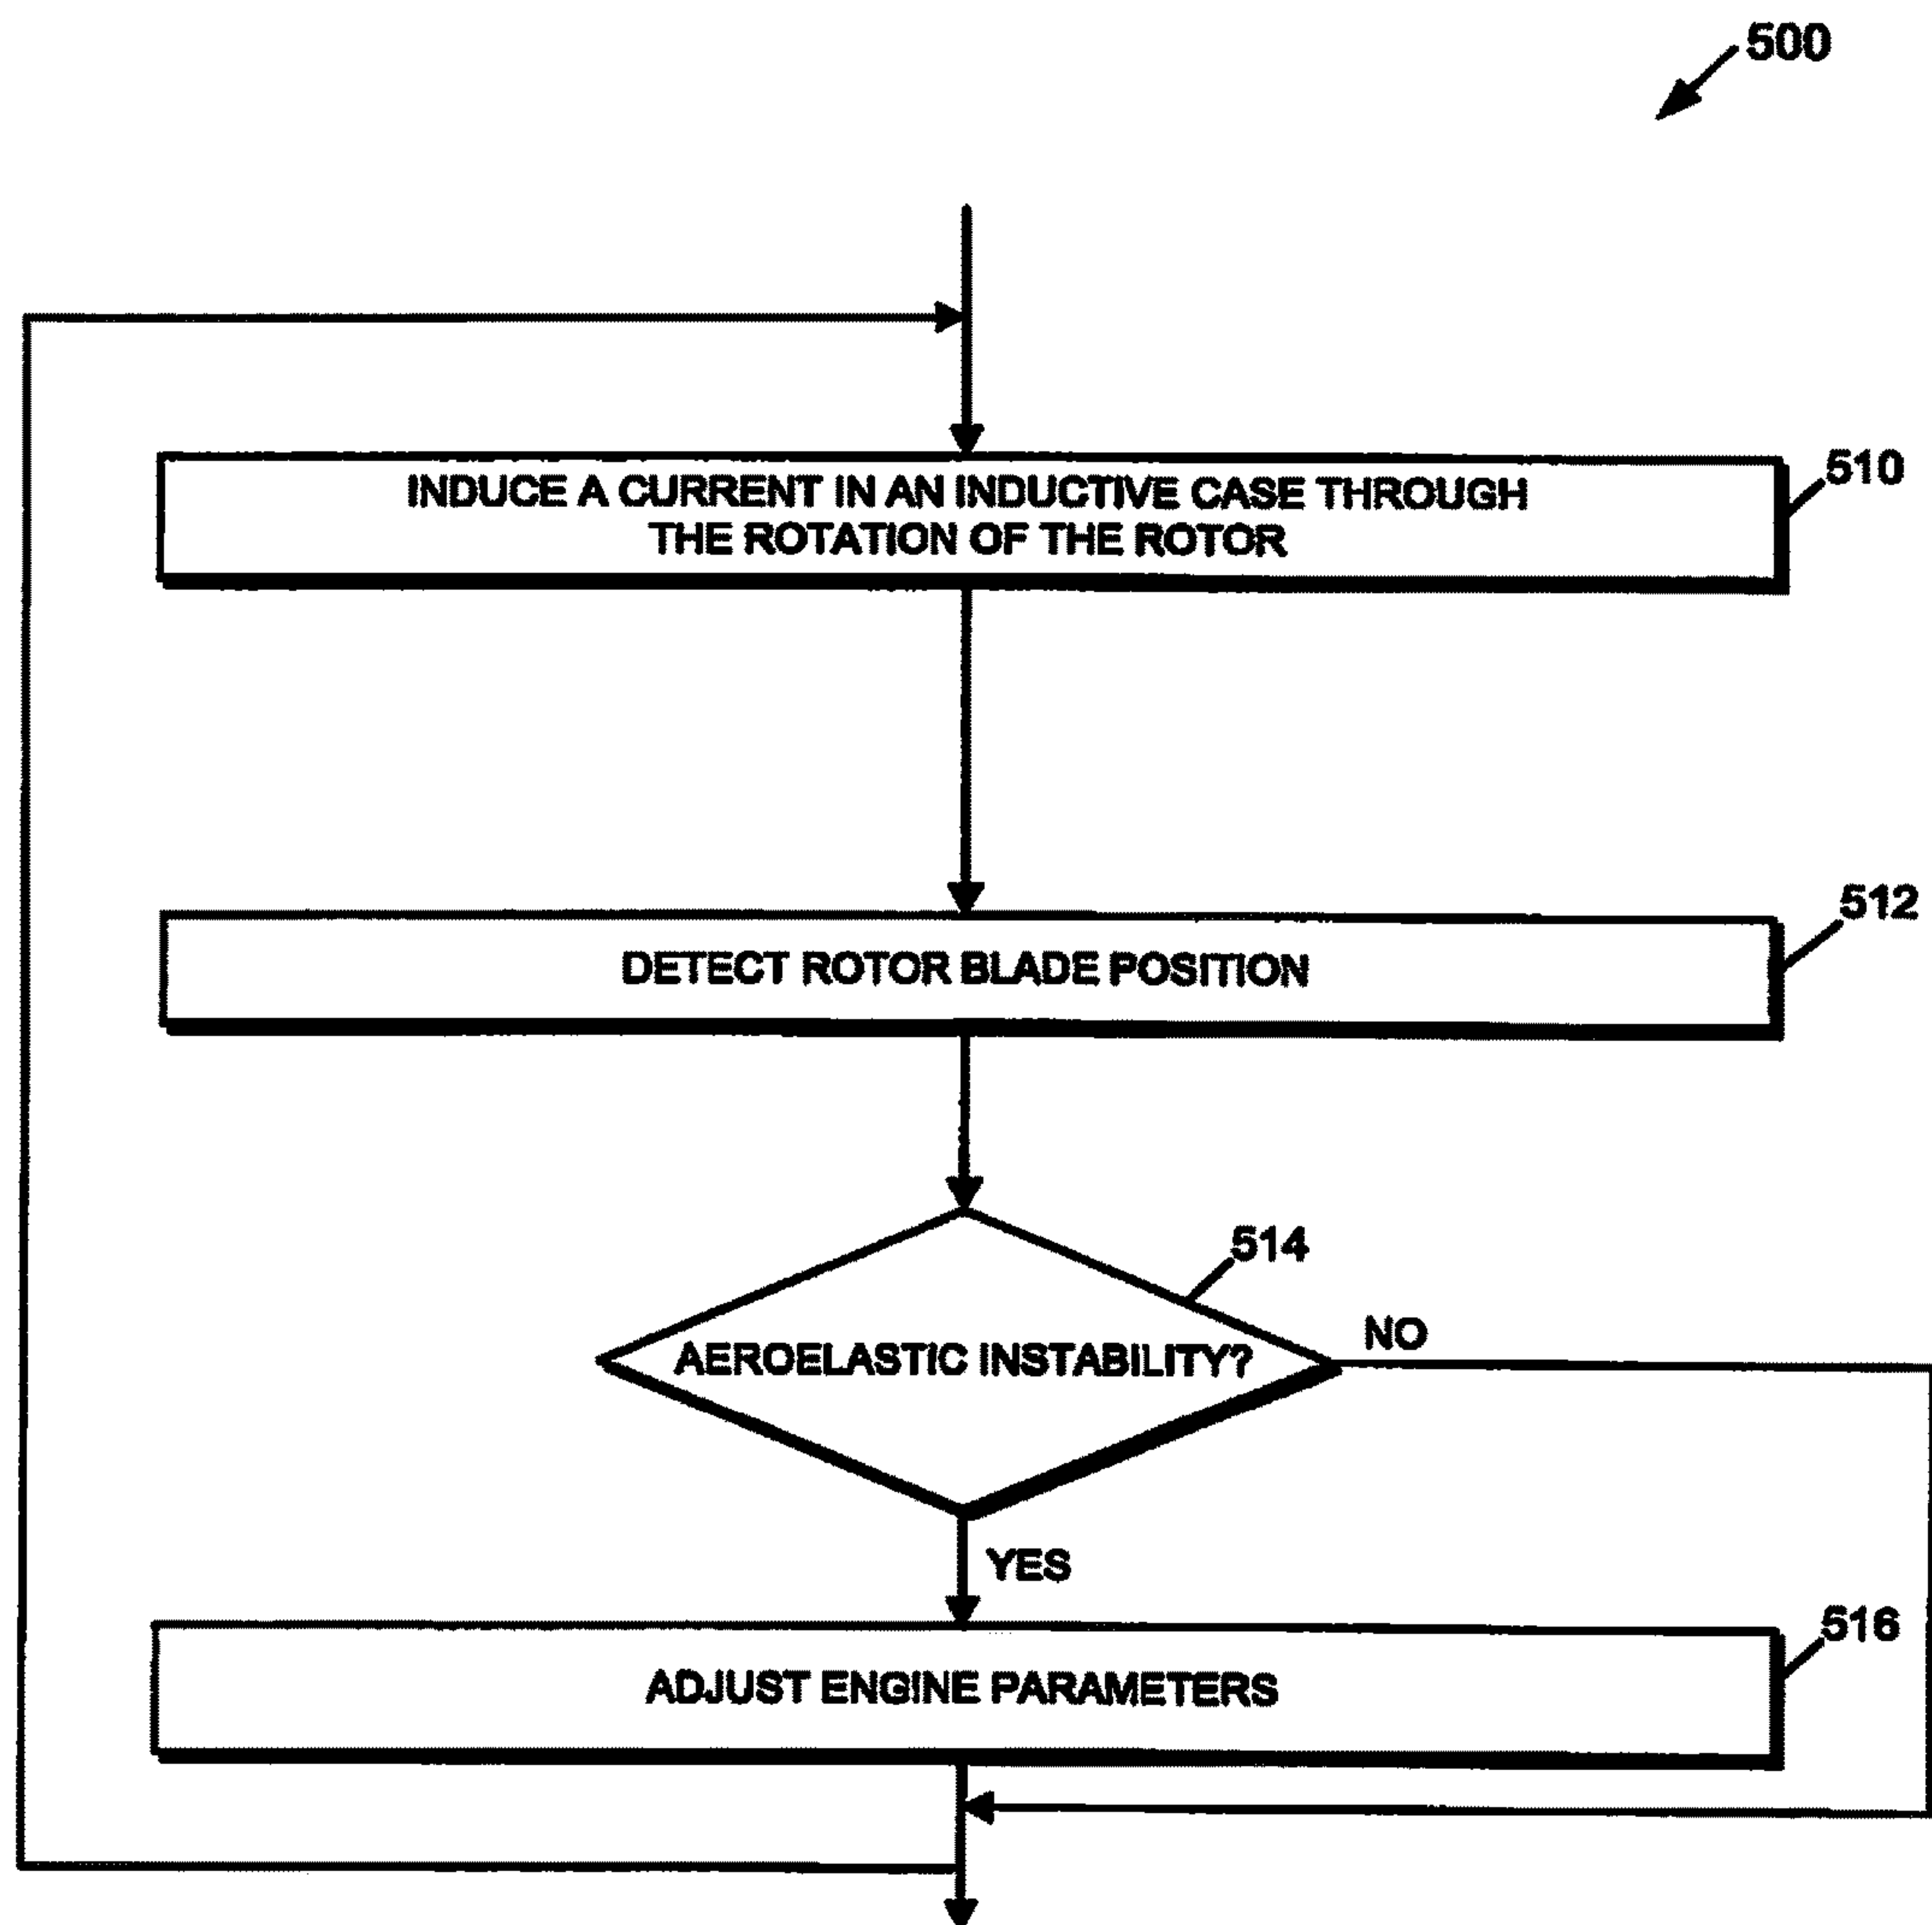 500
INDUCE A CURRENT IN AN INDUCTIVE CASE THROUGH
THE ROTATION OF THE ROTOR
510
DETECT ROTOR BLADE POSITION
512
514
AEROELASTIC INSTABILITY?
NO
YES
ADJUST ENGINE PARAMETERS
516